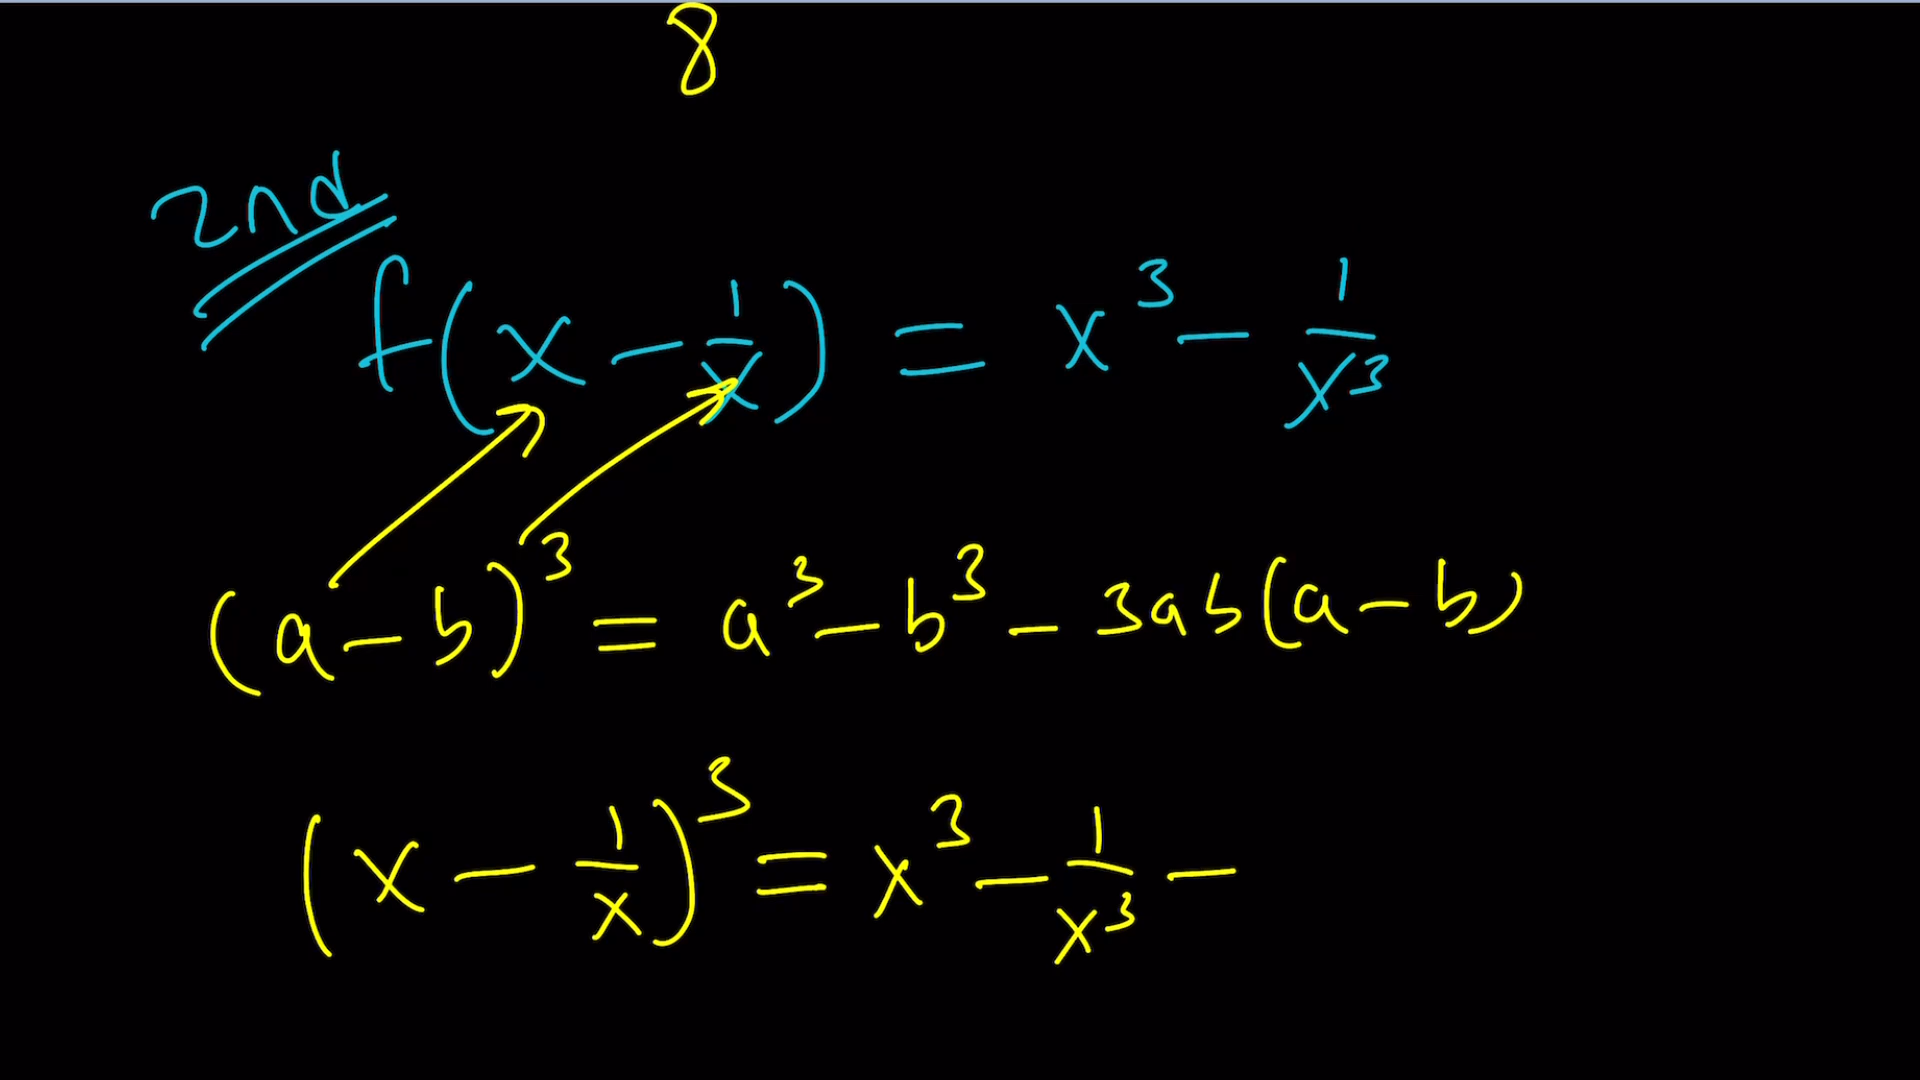 8
2nd
f(x - 1/x) = x³ - 1/x³
(a - b)³ = a³ - b³ - 3ab(a - b)
(x - 1/x)³ = x³ - 1/x³ -